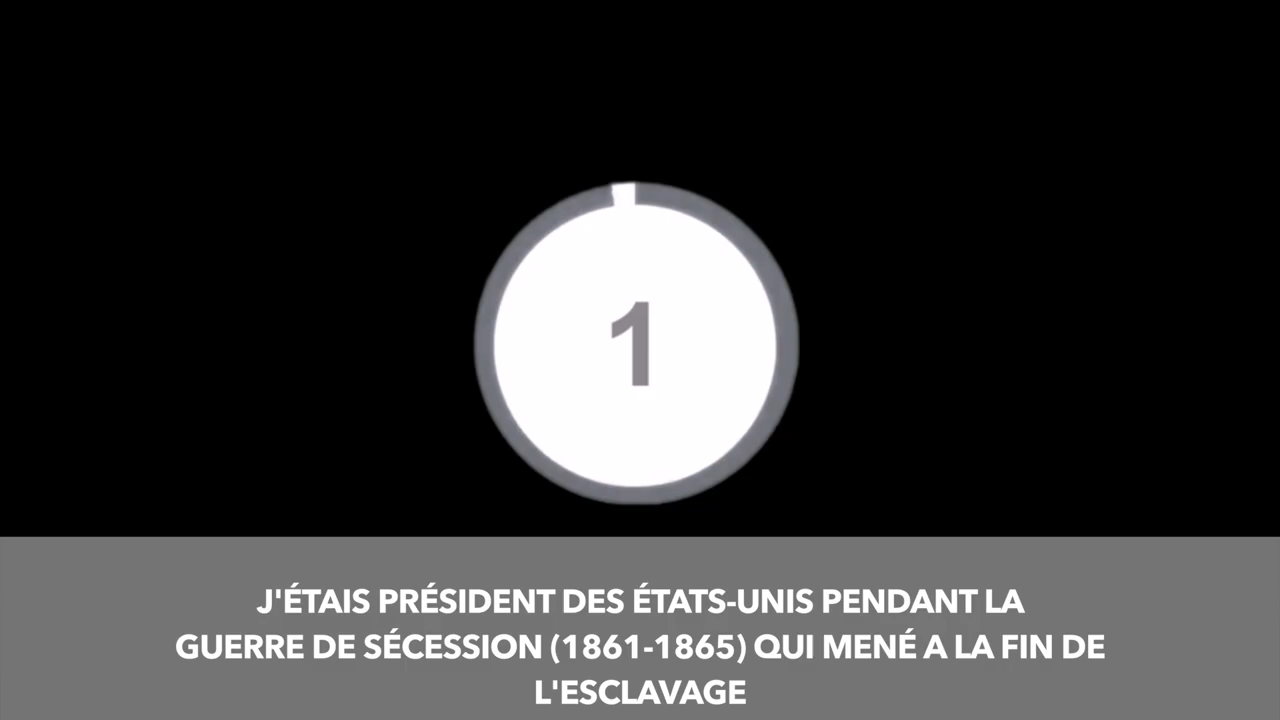 1
J'ÉTAIS PRÉSIDENT DES ÉTATS-UNIS PENDANT LA
GUERRE DE SÉCESSION (1861-1865) QUI MENÉ A LA FIN DE
L'ESCLAVAGE